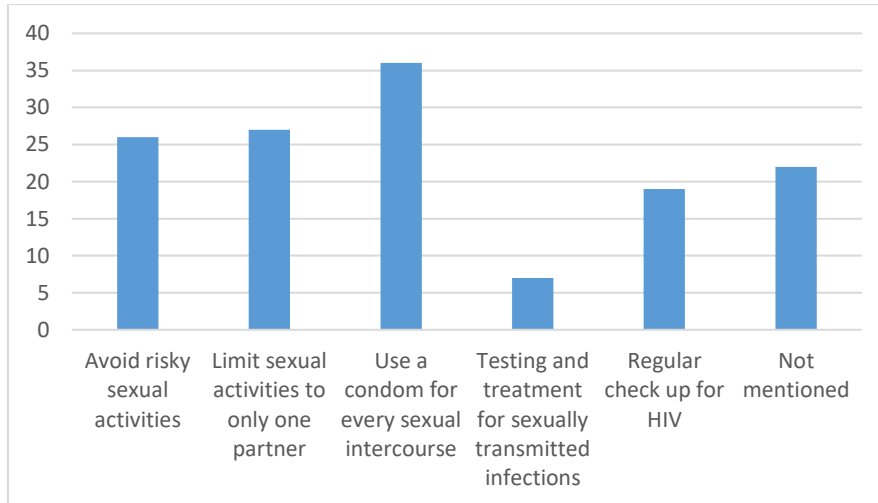 40
35
30
25
20
15
10
5
0
Avoid risky
sexual
activities
Limit sexual
activities to
only one
partner
Use a
condom for
every sexual
intercourse
Testing and
treatment
for sexually
transmitted
infections
Regular
check up for
HIV
Not
mentioned